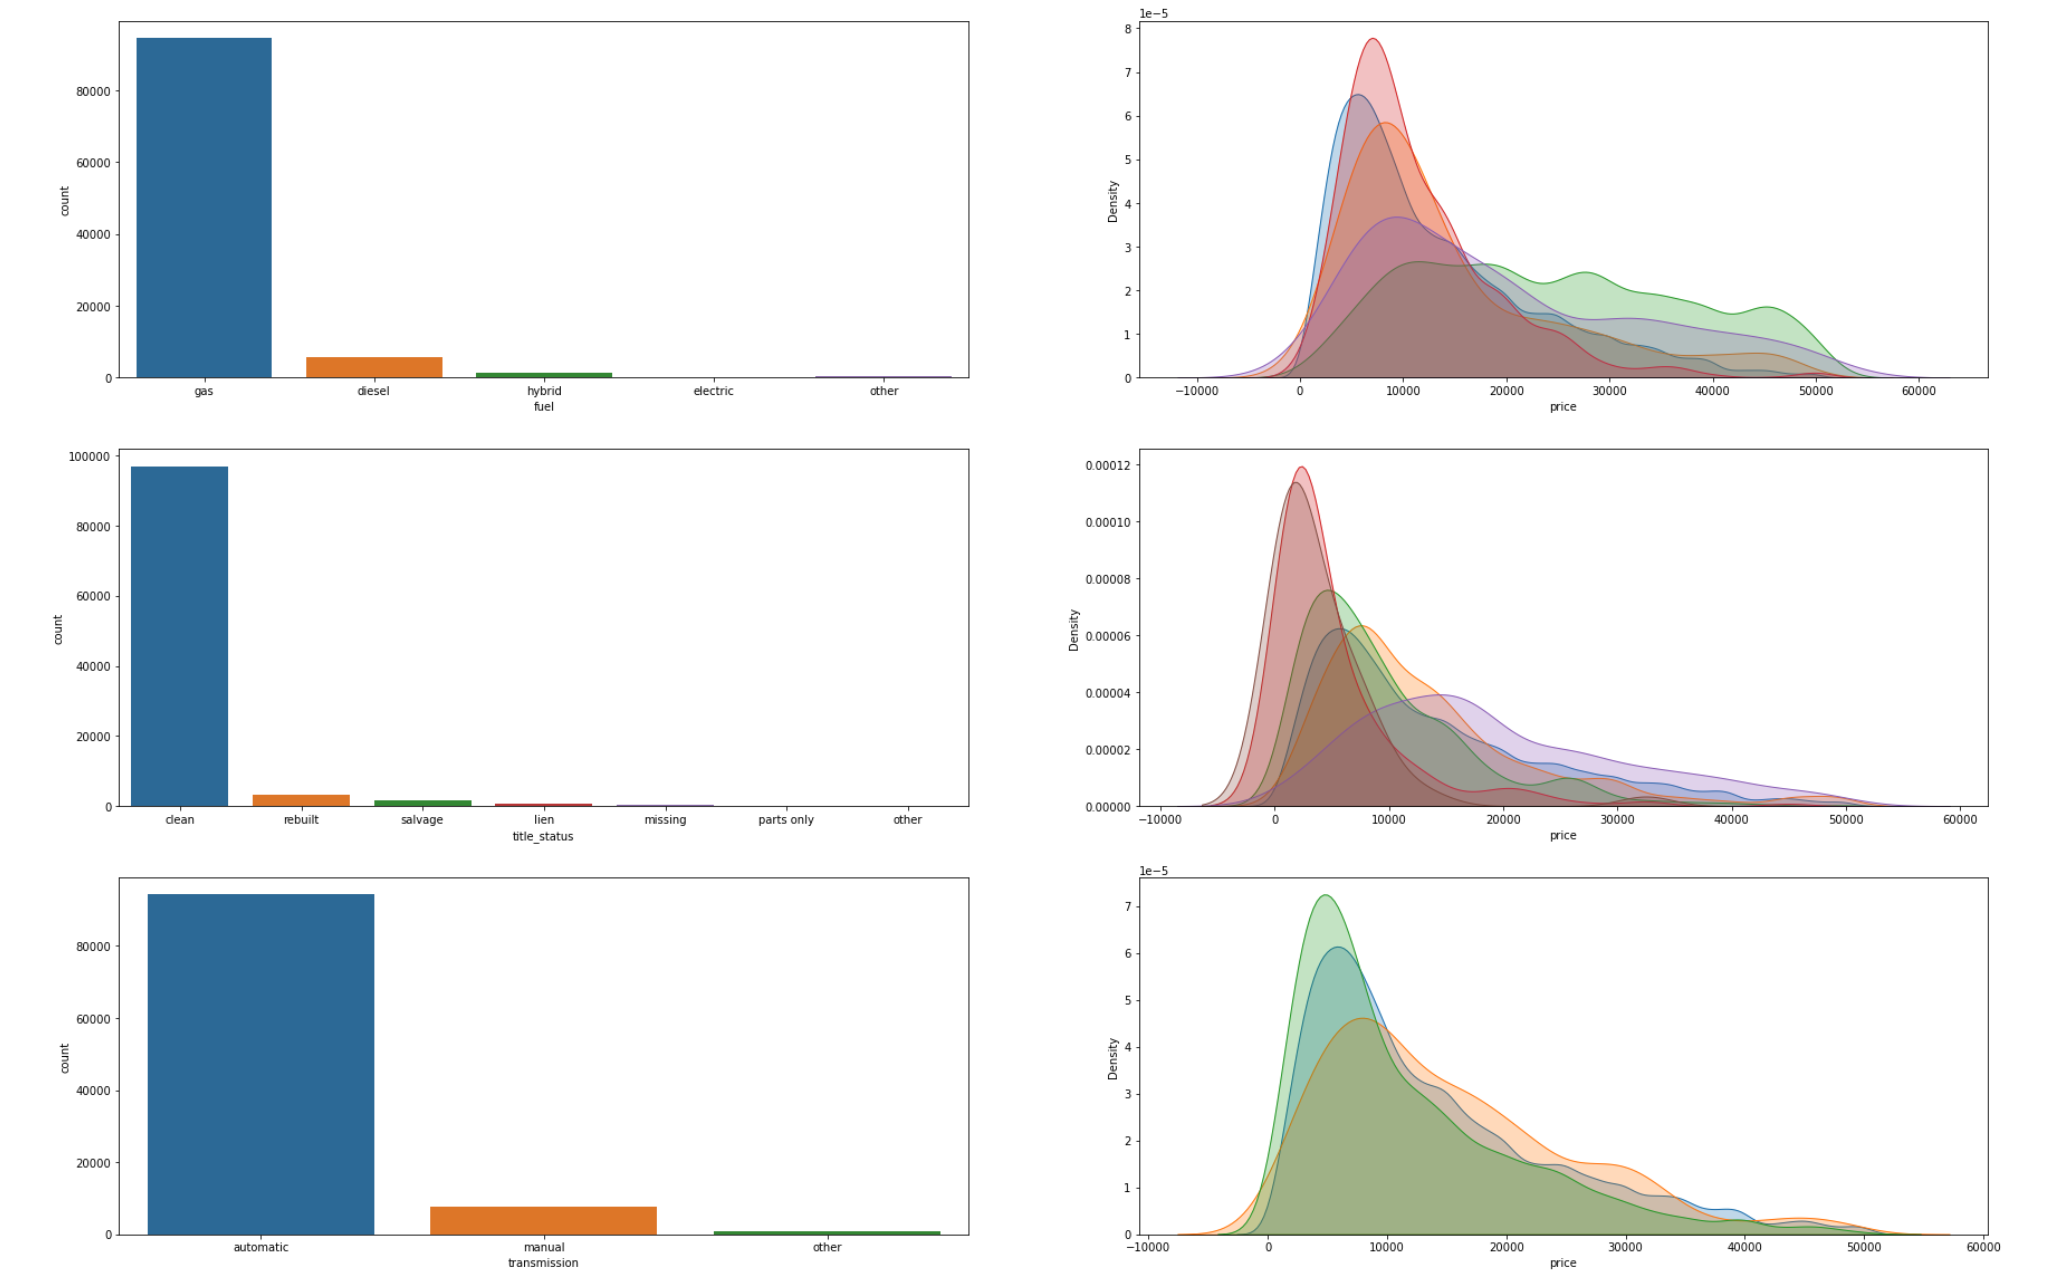 80000
60000
40000
20000
0
count
gas diesel hybrid electric other
fuel
1e−5
8
7
6
5
4
3
2
1
0
Density
−10000 0 10000 20000 30000 40000 50000 60000
price
100000
80000
60000
40000
20000
0
count
clean rebuilt salvage lien missing parts only other
title_status
0.00012
0.00010
0.00008
0.00006
0.00004
0.00002
0.00000
Density
−10000 0 10000 20000 30000 40000 50000 60000
price
80000
60000
40000
20000
0
count
automatic manual other
transmission
1e−5
7
6
5
4
3
2
1
0
Density
−10000 0 10000 20000 30000 40000 50000 60000
price